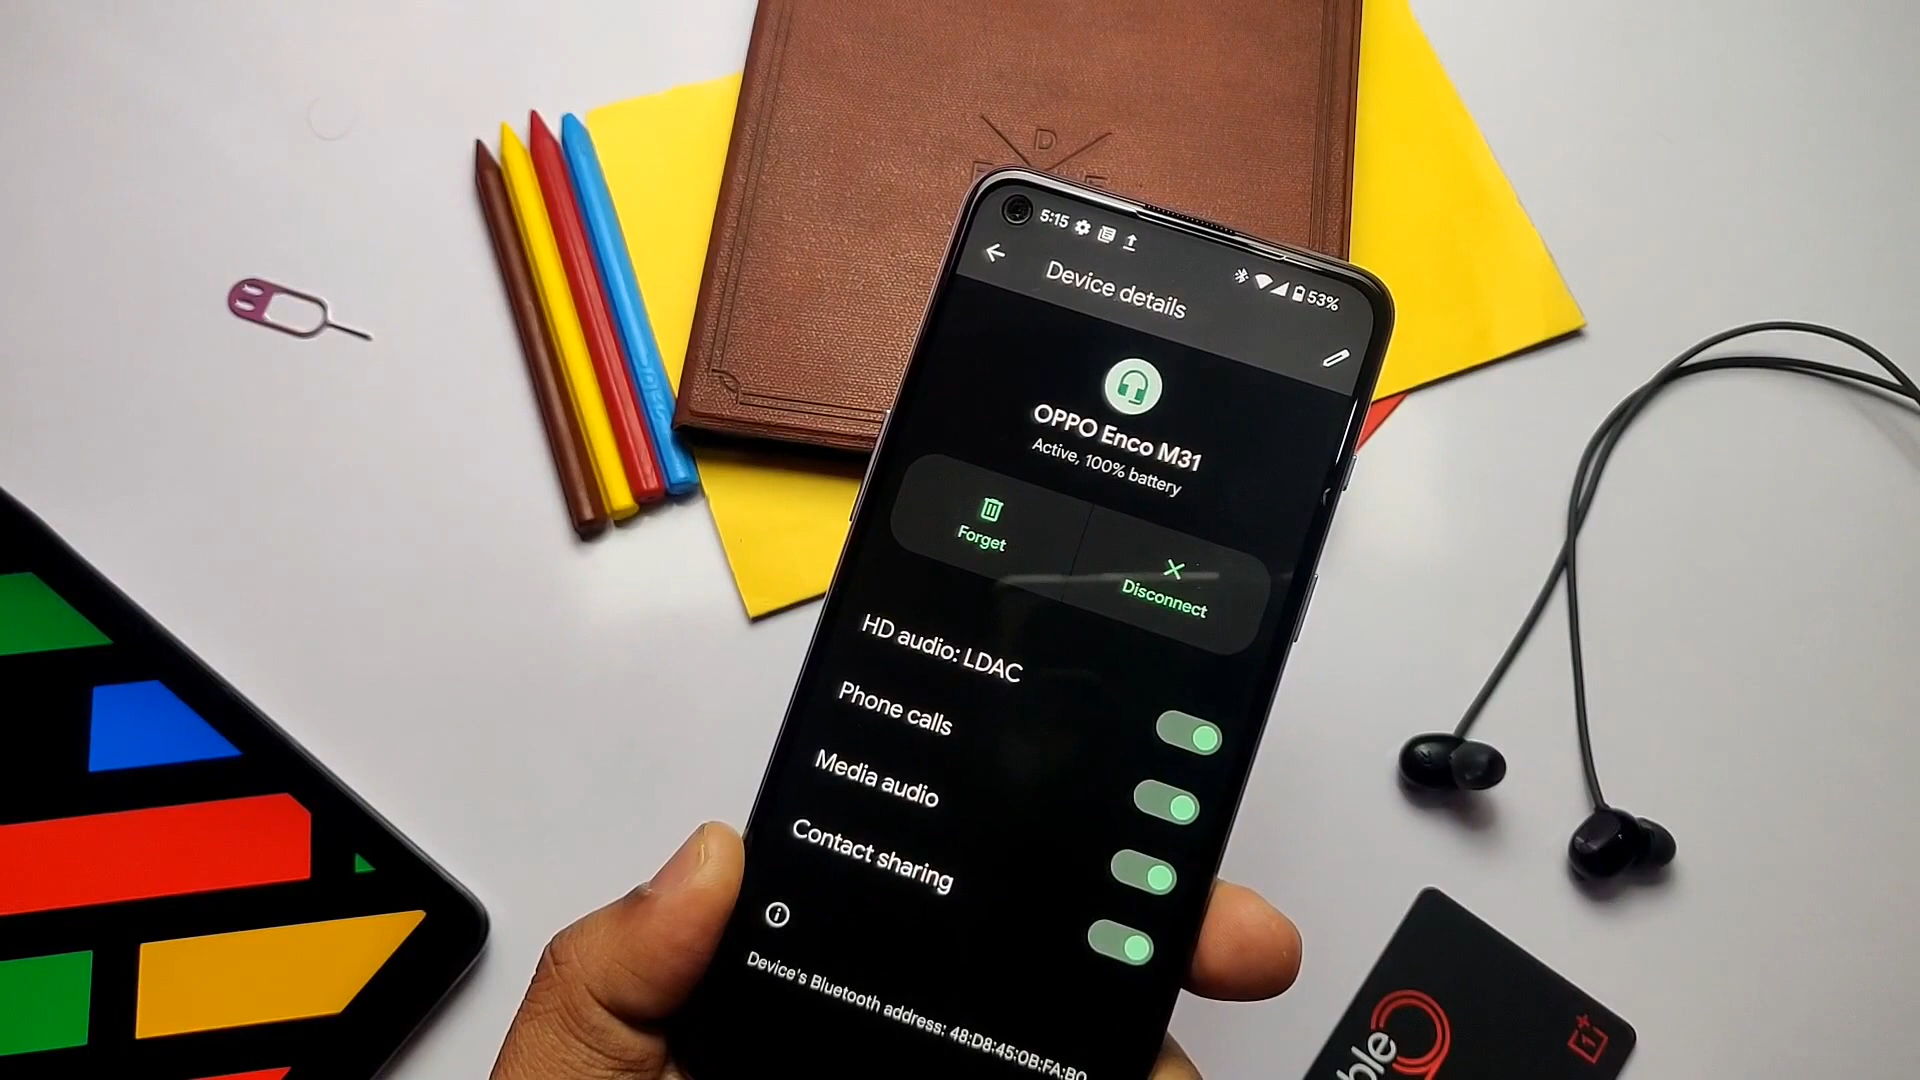 D
5:15
53%
Device details
OPPO Enco M31
Active, 100% battery
Forget
Disconnect
HD audio: LDAC
Phone calls
Media audio
Contact sharing
Device's Bluetooth address: 48:D8:45:0B:FA:B0
1